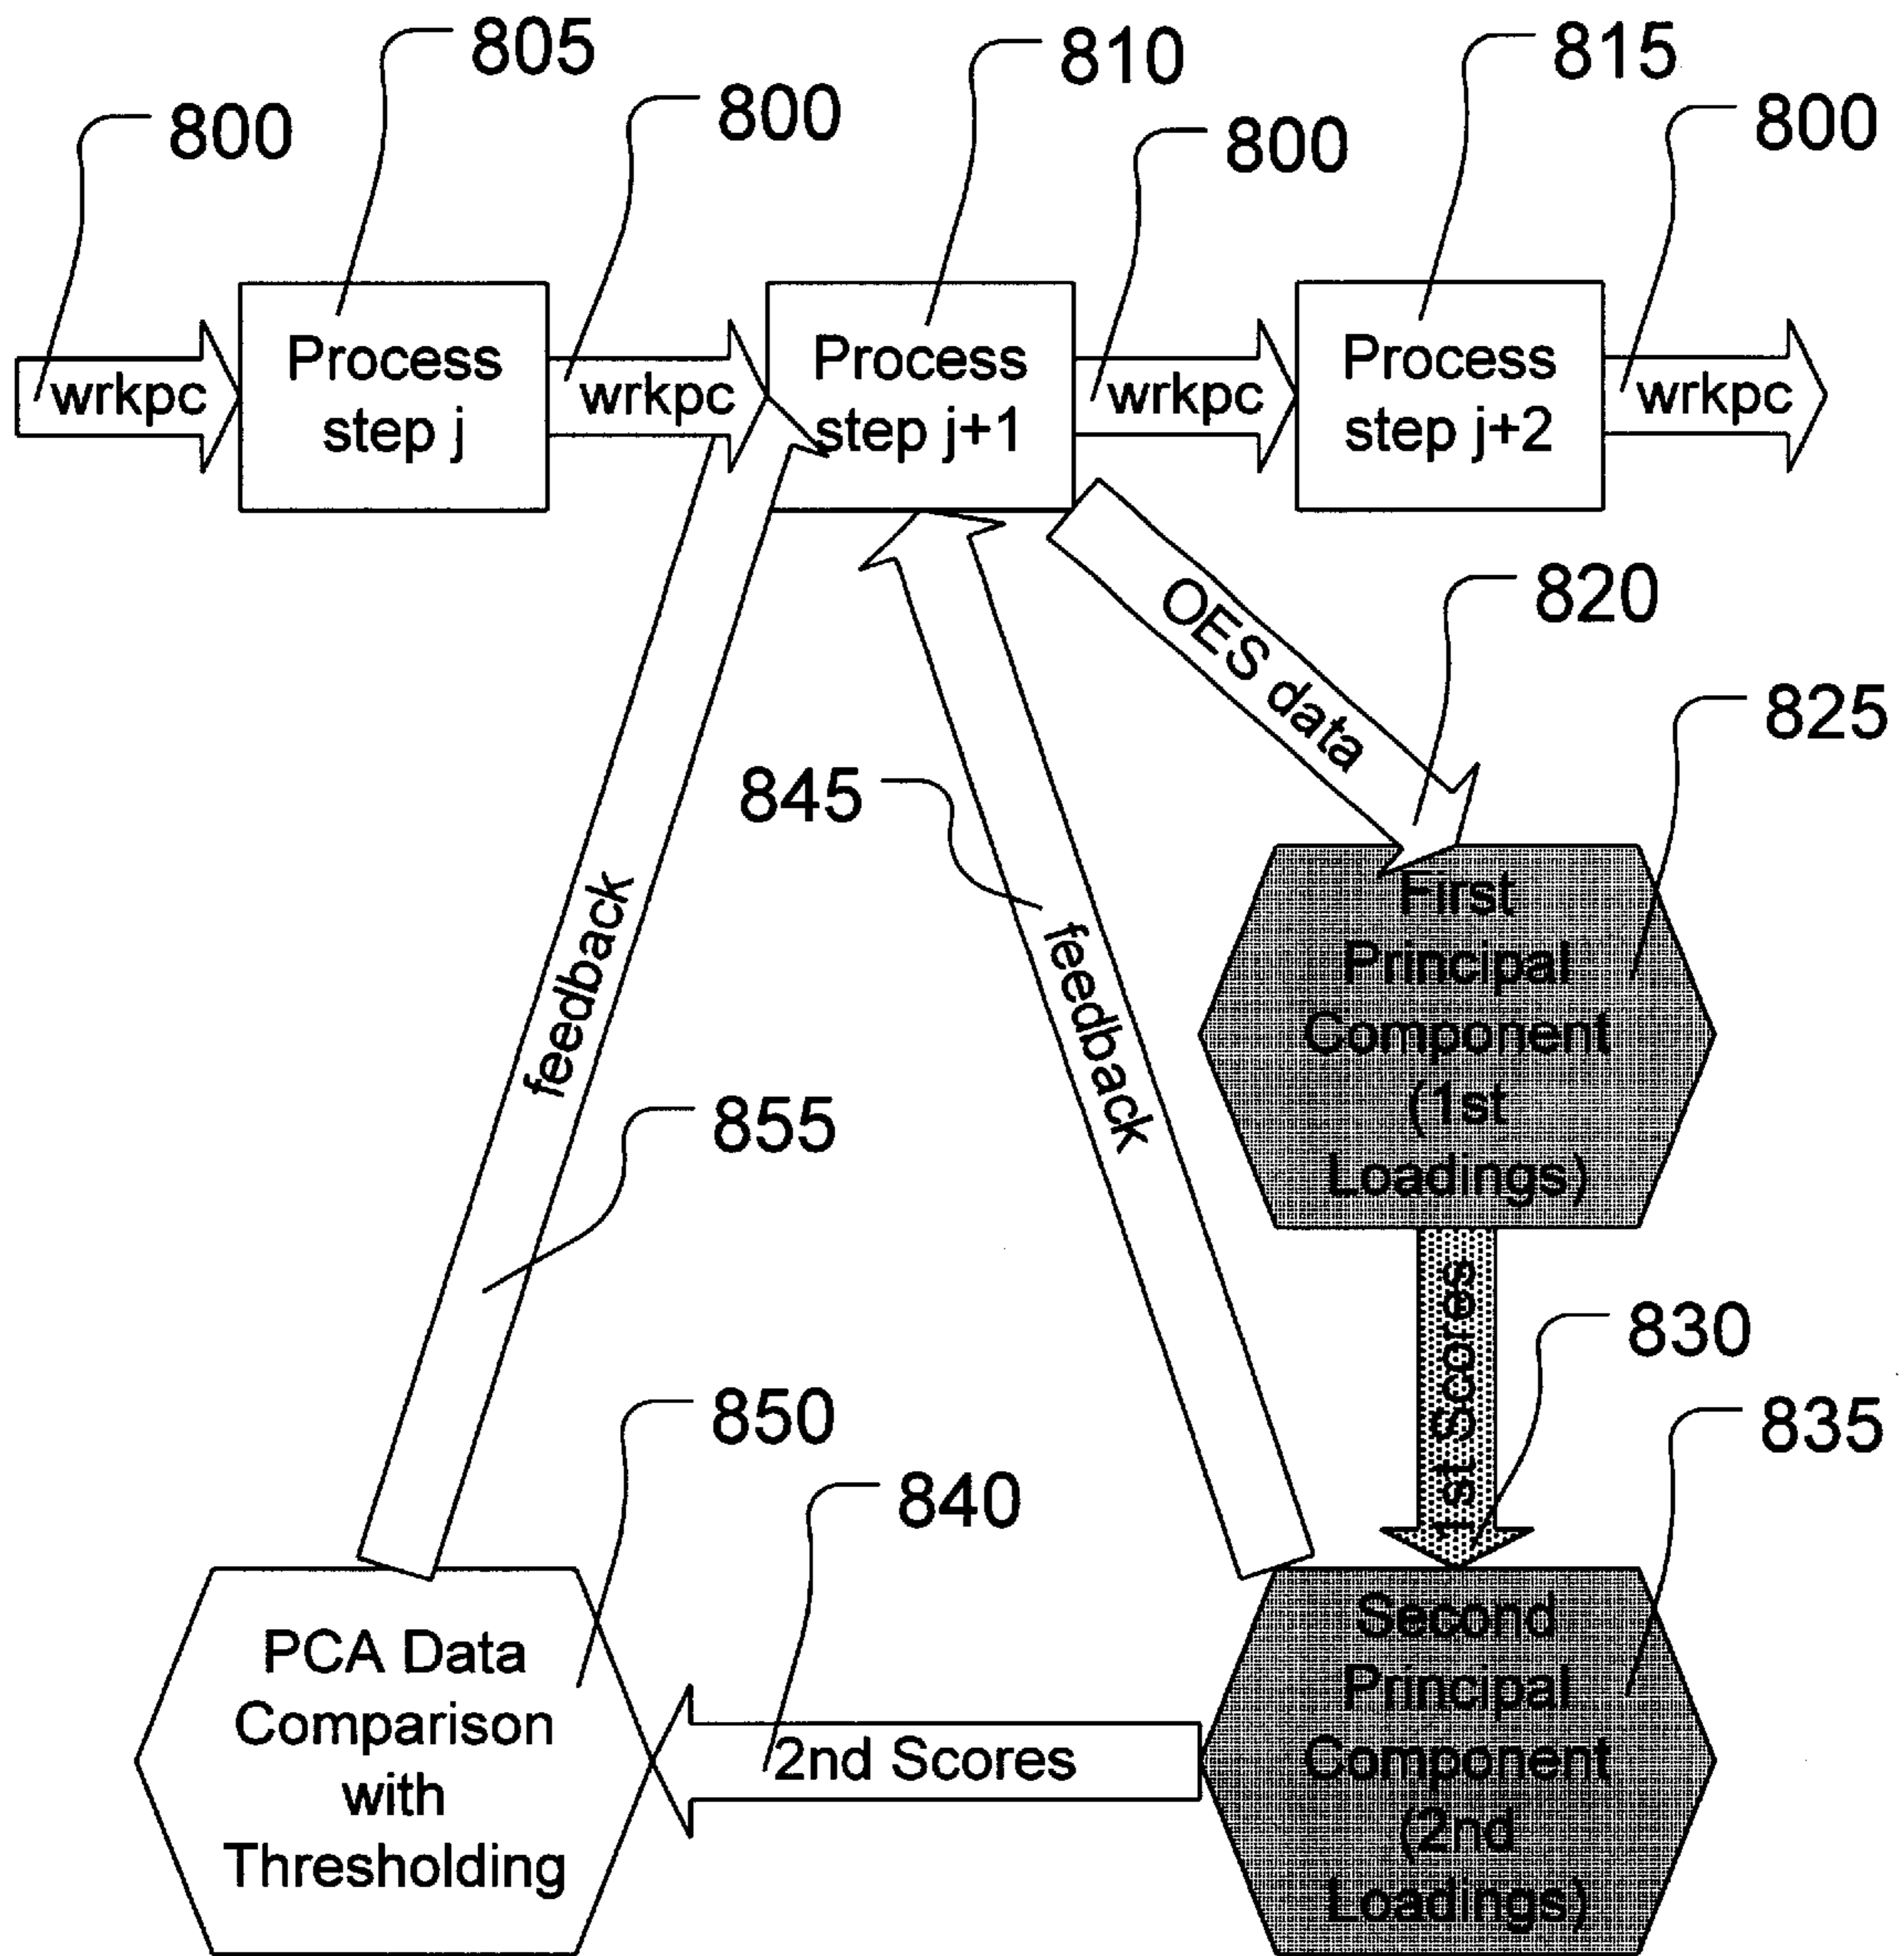 805
810
815
800
800
800
800
wrkpc
Process
step j
wrkpc
Process
step j+1
wrkpc
Process
step j+2
wrkpc
OES data
820
825
845
feedback
feedback
First
Principal
Component
(1st
Loadings)
855
1st Scores
830
835
850
840
PCA Data
Comparison
with
Thresholding
2nd Scores
Second
Principal
Component
(2nd
Loadings)